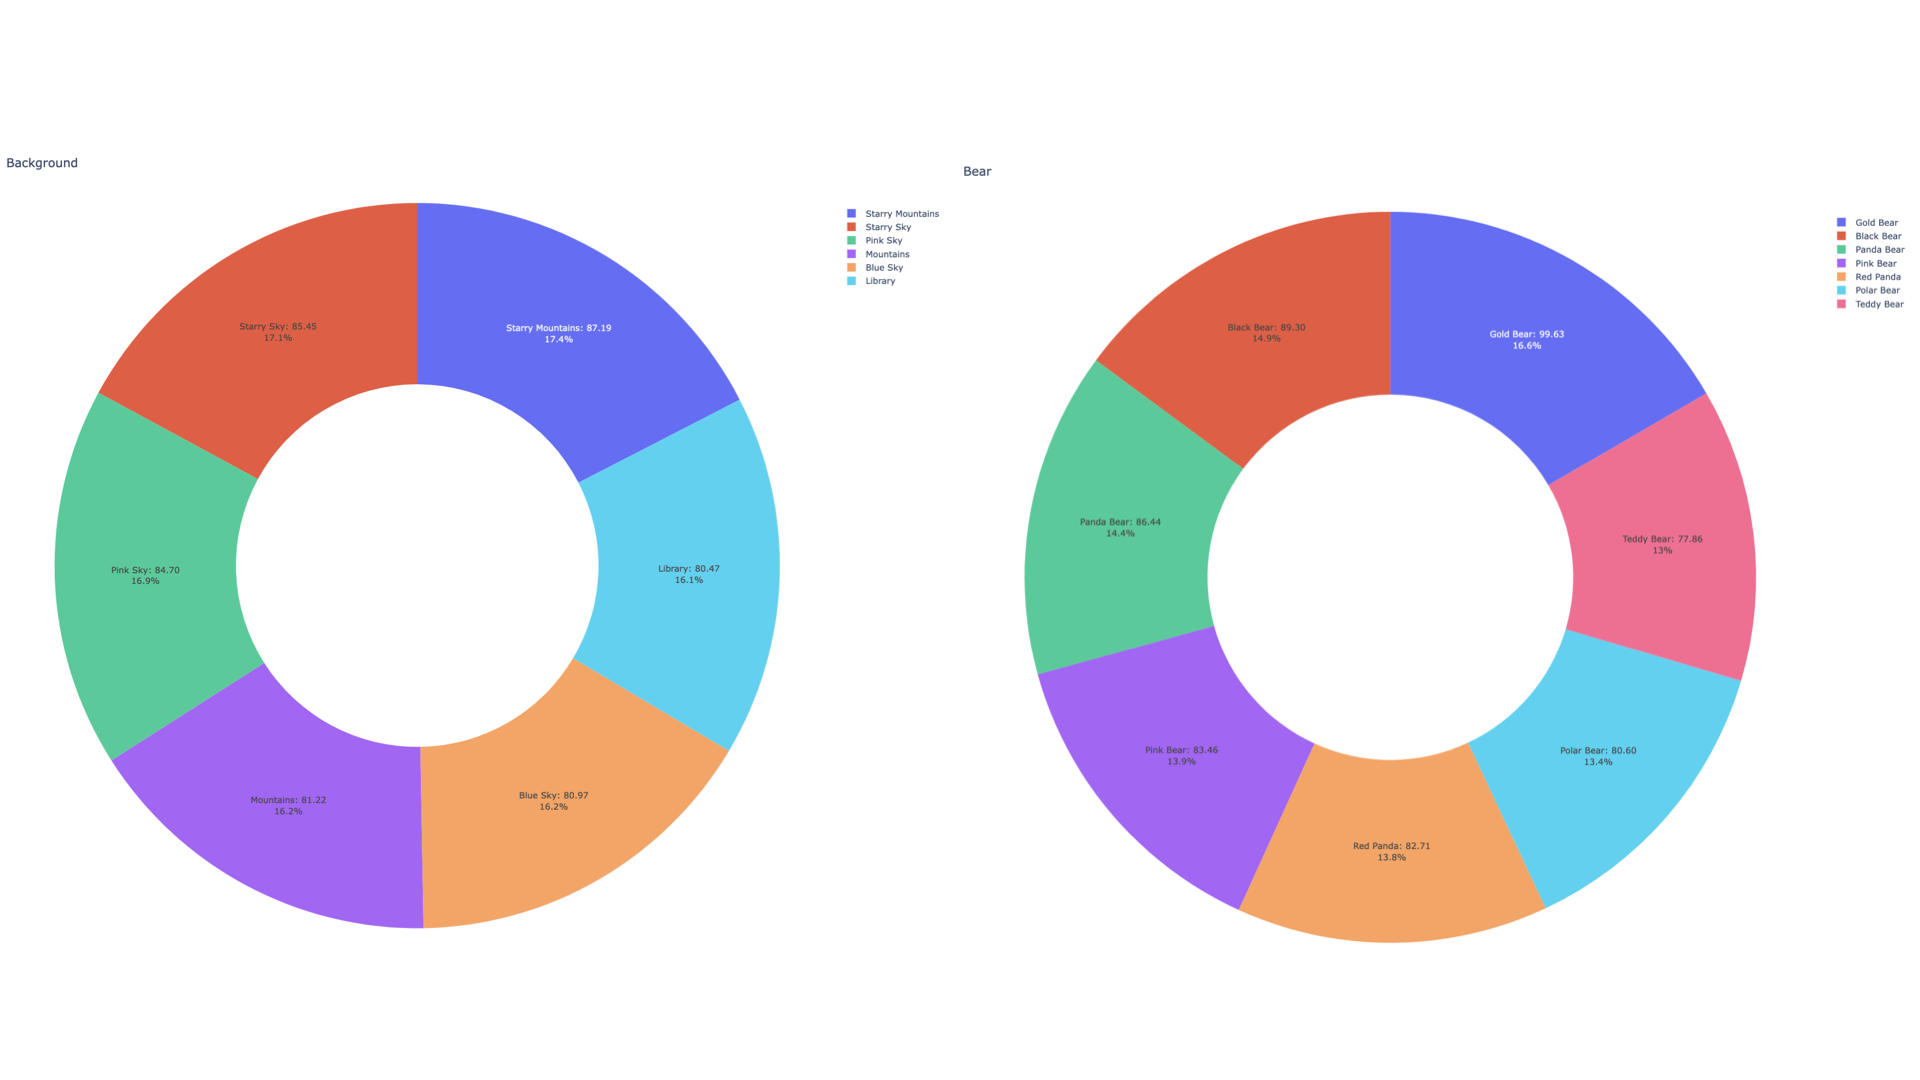 Background
Starry Mountains
Starry Sky
Pink Sky
Mountains
Blue Sky
Library
Starry Sky: 85.45
17.1%
Starry Mountains: 87.19
17.4%
Pink Sky: 84.70
16.9%
Library: 80.47
16.1%
Mountains: 81.22
16.2%
Blue Sky: 80.97
16.2%
Bear
Gold Bear
Black Bear
Panda Bear
Pink Bear
Red Panda
Polar Bear
Teddy Bear
Black Bear: 89.30
14.9%
Gold Bear: 99.63
16.6%
Panda Bear: 86.44
14.4%
Teddy Bear: 77.86
13%
Pink Bear: 83.46
13.9%
Polar Bear: 80.60
13.4%
Red Panda: 82.71
13.8%